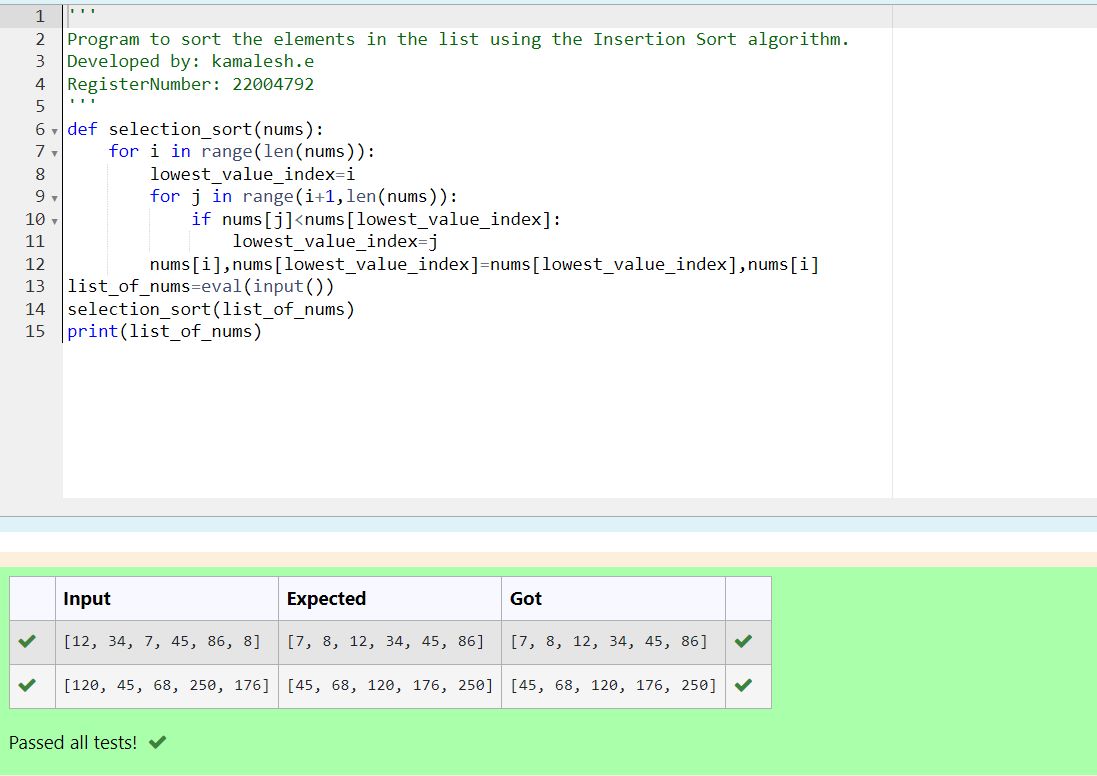 1 '''
2 Program to sort the elements in the list using the Insertion Sort algorithm.
3 Developed by: kamalesh.e
4 RegisterNumber: 22004792
5 '''
6 def selection_sort(nums):
7     for i in range(len(nums)):
8         lowest_value_index=i
9         for j in range(i+1,len(nums)):
10             if nums[j]<nums[lowest_value_index]:
11                 lowest_value_index=j
12         nums[i],nums[lowest_value_index]=nums[lowest_value_index],nums[i]
13 list_of_nums=eval(input())
14 selection_sort(list_of_nums)
15 print(list_of_nums)
Input Expected Got
[12, 34, 7, 45, 86, 8] [7, 8, 12, 34, 45, 86] [7, 8, 12, 34, 45, 86]
[120, 45, 68, 250, 176] [45, 68, 120, 176, 250] [45, 68, 120, 176, 250]
Passed all tests!